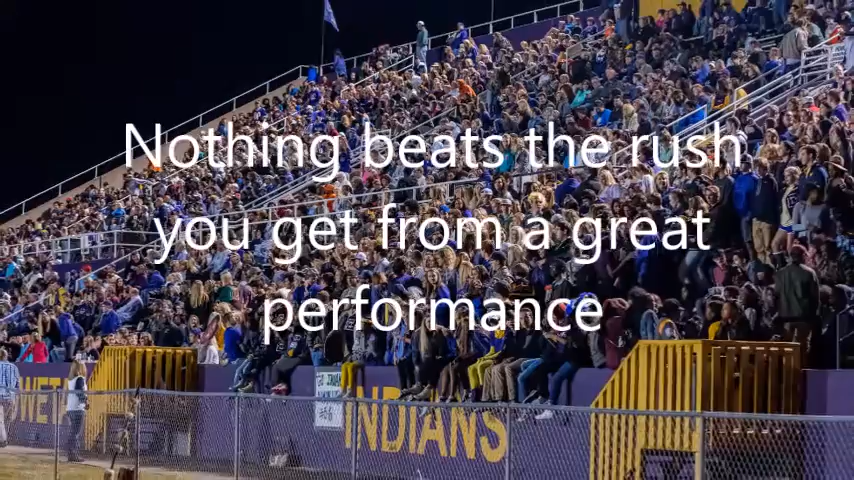 Nothing beats the rush
you get from a great
performance
INDIANS